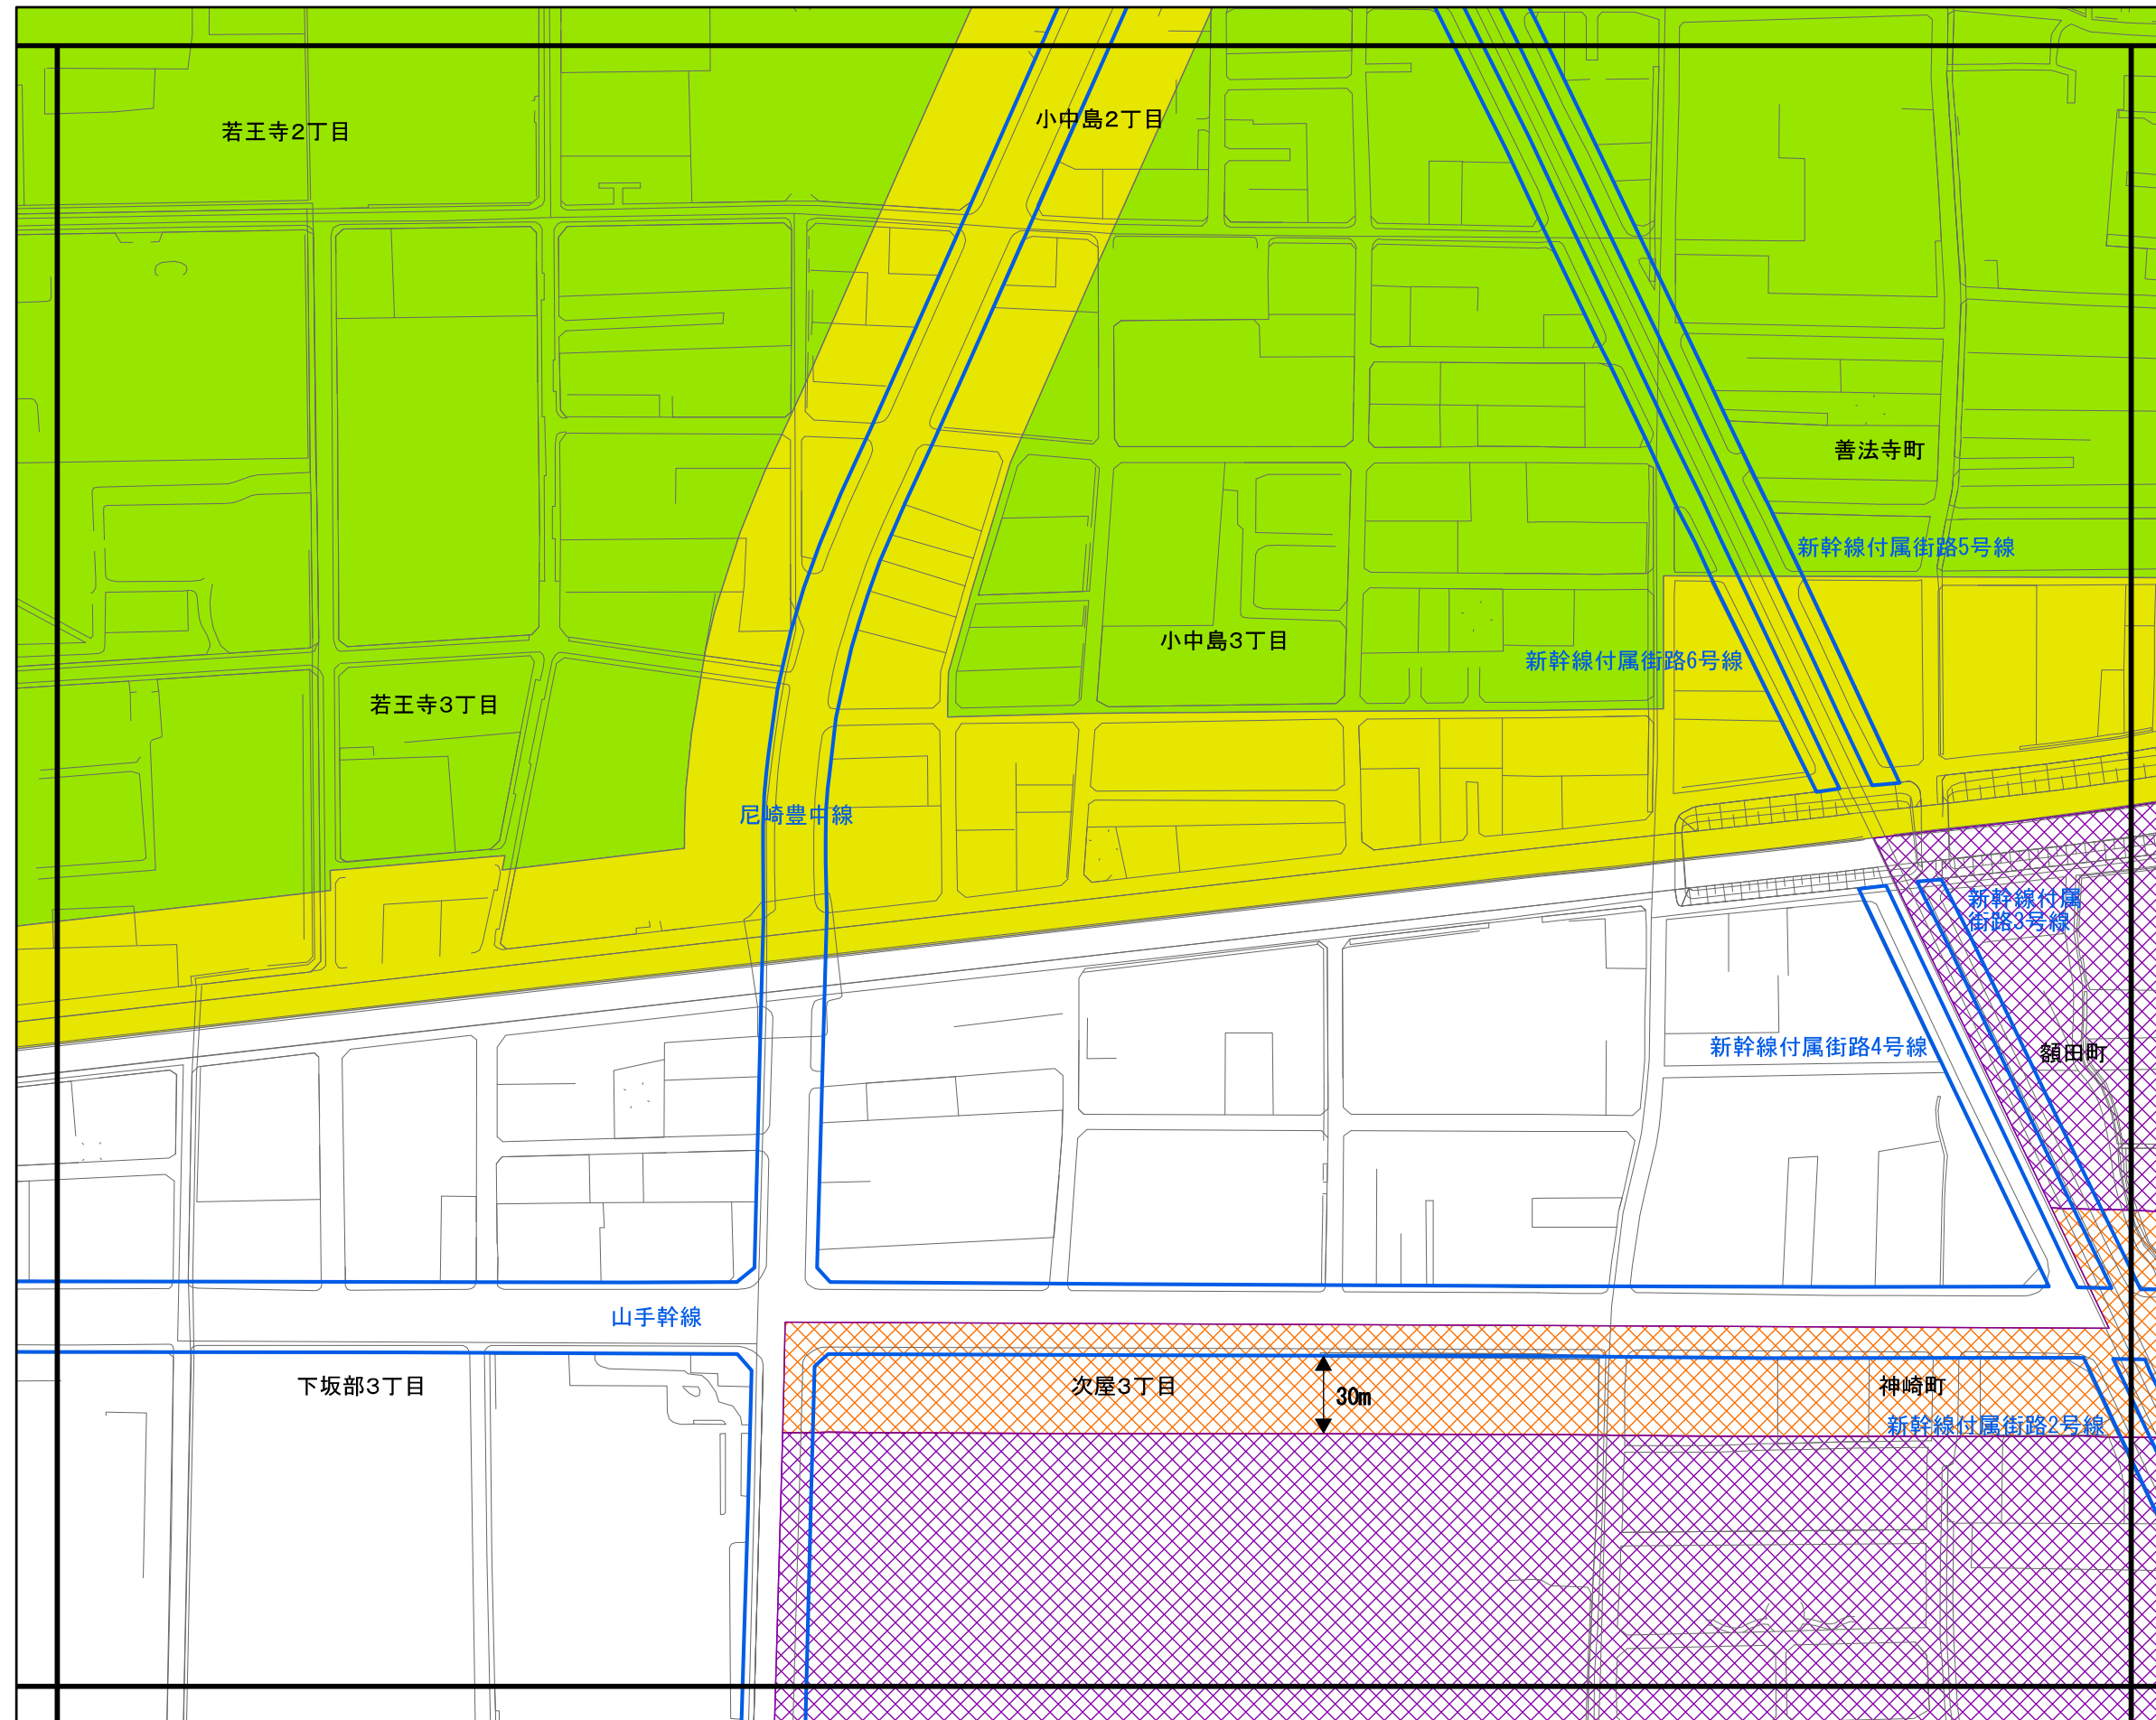 小中島2丁目
若王寺2丁目
善法寺町
新幹線付属街路5号線
小中島3丁目
新幹線付属街路6号線
若王寺3丁目
尼崎豊中線
新幹線付属
街路3号線
新幹線付属街路4号線
額田町
山手幹線
下坂部3丁目
次屋3丁目
30m
神崎町
新幹線付属街路2号線